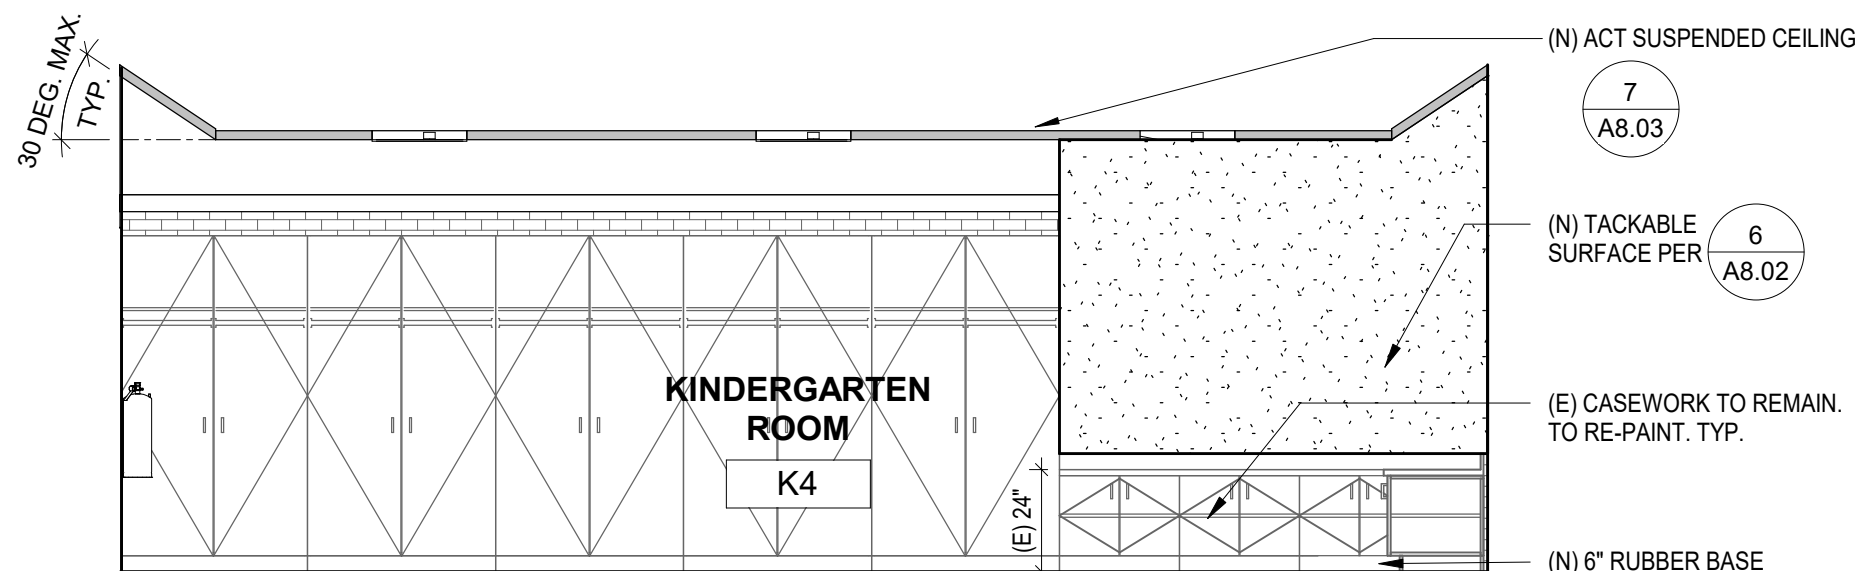 30 DEG. MAX.
TYP.
(N) ACT SUSPENDED CEILING
7
A8.03
(N) TACKABLE
SURFACE PER
6
A8.02
KINDERGARTEN
ROOM
K4
(E) CASEWORK TO REMAIN.
TO RE-PAINT. TYP.
(E) 24"
(N) 6" RUBBER BASE